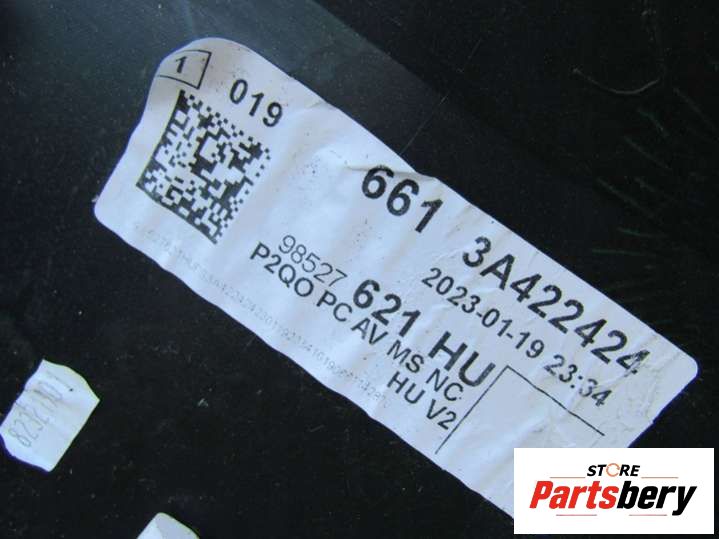 1
019
661 3A422424
2023-01-19 23:34
98527 621 HU
P2QO PC AV MS NC
HU V2
STORE
Partsbery